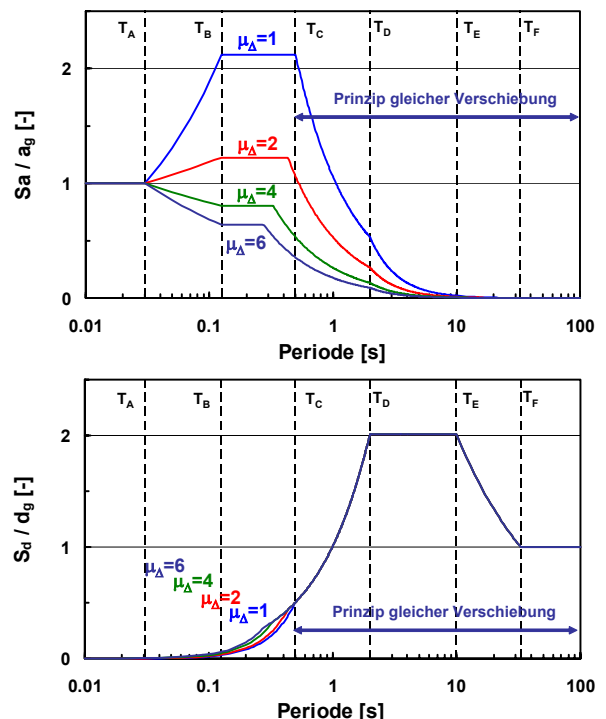 T_A T_B T_C T_D T_E T_F
μ_Δ=1
2
Prinzip gleicher Verschiebung
Sa / a_g [-]
μ_Δ=2
1
μ_Δ=4
μ_Δ=6
0
0.01 0.1 1 10 100
Periode [s]
T_A T_B T_C T_D T_E T_F
2
S_d / d_g [-]
1
μ_Δ=6
μ_Δ=4
μ_Δ=2
μ_Δ=1
Prinzip gleicher Verschiebung
0
0.01 0.1 1 10 100
Periode [s]